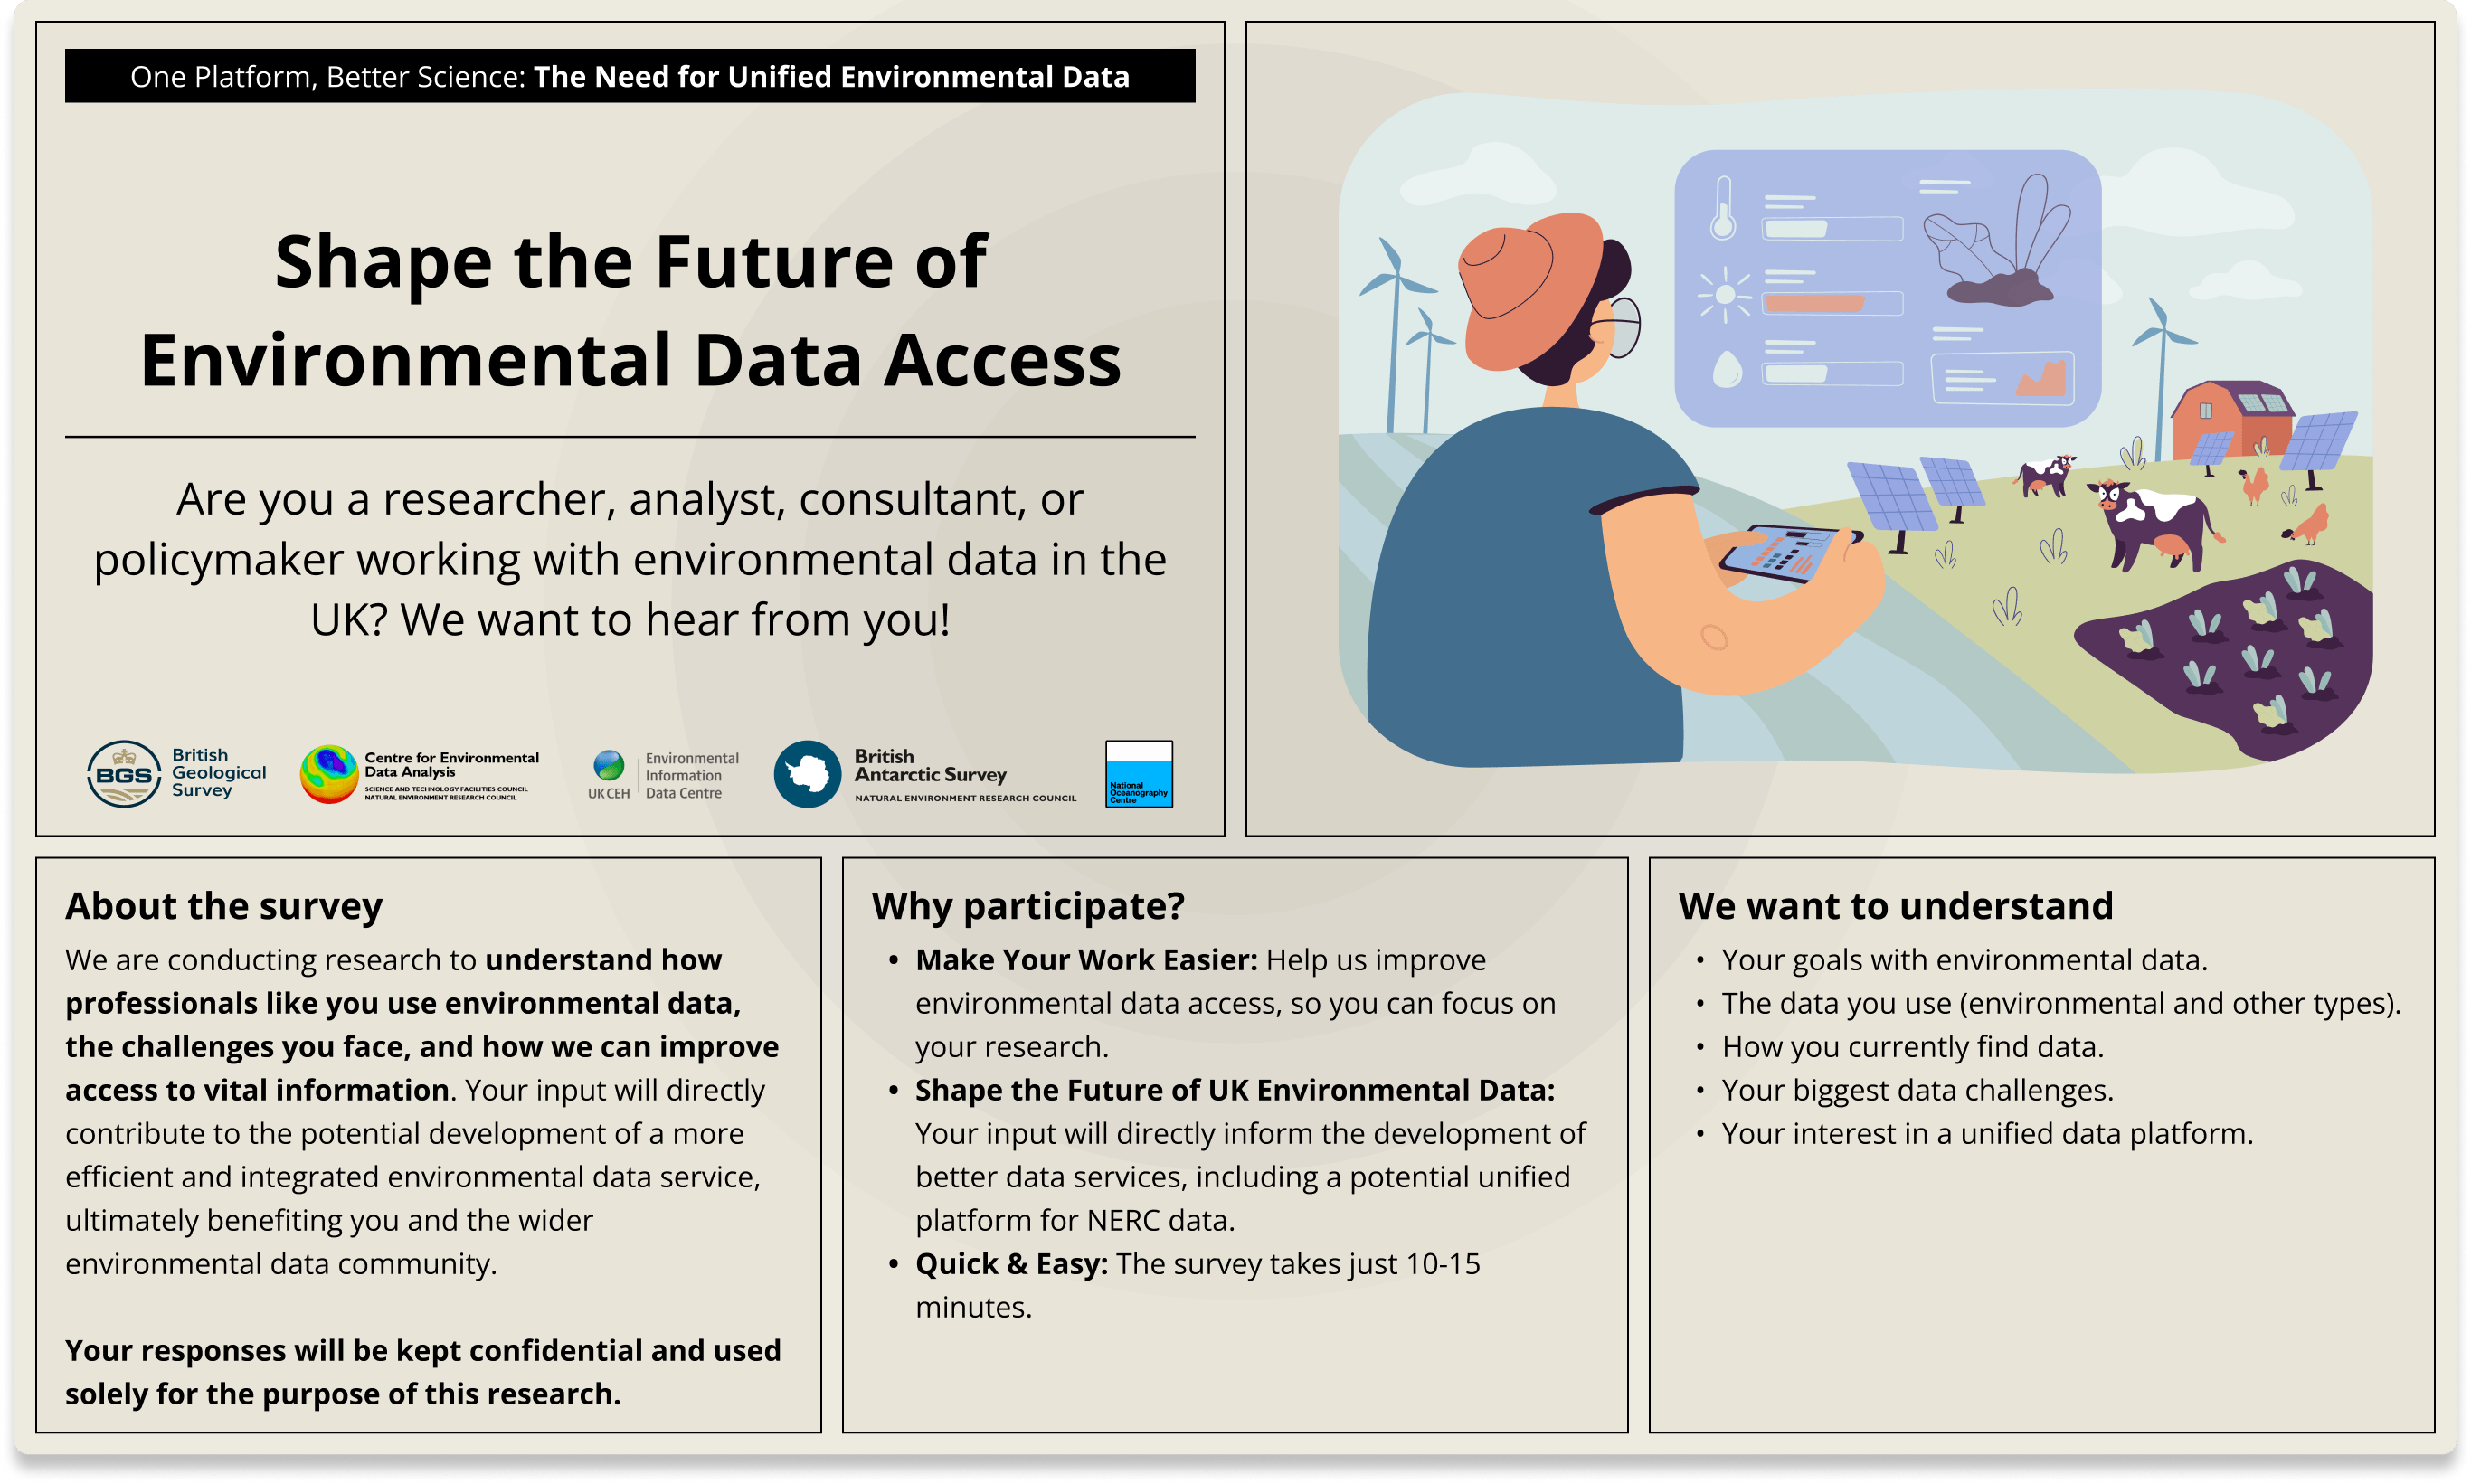 One Platform, Better Science: The Need for Unified Environmental Data
Shape the Future of
Environmental Data Access
Are you a researcher, analyst, consultant, or
policymaker working with environmental data in the
UK? We want to hear from you!
BGS
British
Geological
Survey
Centre for Environmental
Data Analysis
SCIENCE AND TECHNOLOGY FACILITIES COUNCIL
NATURAL ENVIRONMENT RESEARCH COUNCIL
UKCEH
Environmental
Information
Data Centre
British
Antarctic Survey
NATURAL ENVIRONMENT RESEARCH COUNCIL
National
Oceanography
Centre
About the survey
We are conducting research to understand how
professionals like you use environmental data,
the challenges you face, and how we can improve
access to vital information. Your input will directly
contribute to the potential development of a more
efficient and integrated environmental data service,
ultimately benefiting you and the wider
environmental data community.
Your responses will be kept confidential and used
solely for the purpose of this research.
Why participate?
• Make Your Work Easier: Help us improve
environmental data access, so you can focus on
your research.
• Shape the Future of UK Environmental Data:
Your input will directly inform the development of
better data services, including a potential unified
platform for NERC data.
• Quick & Easy: The survey takes just 10-15
minutes.
We want to understand
• Your goals with environmental data.
• The data you use (environmental and other types).
• How you currently find data.
• Your biggest data challenges.
• Your interest in a unified data platform.